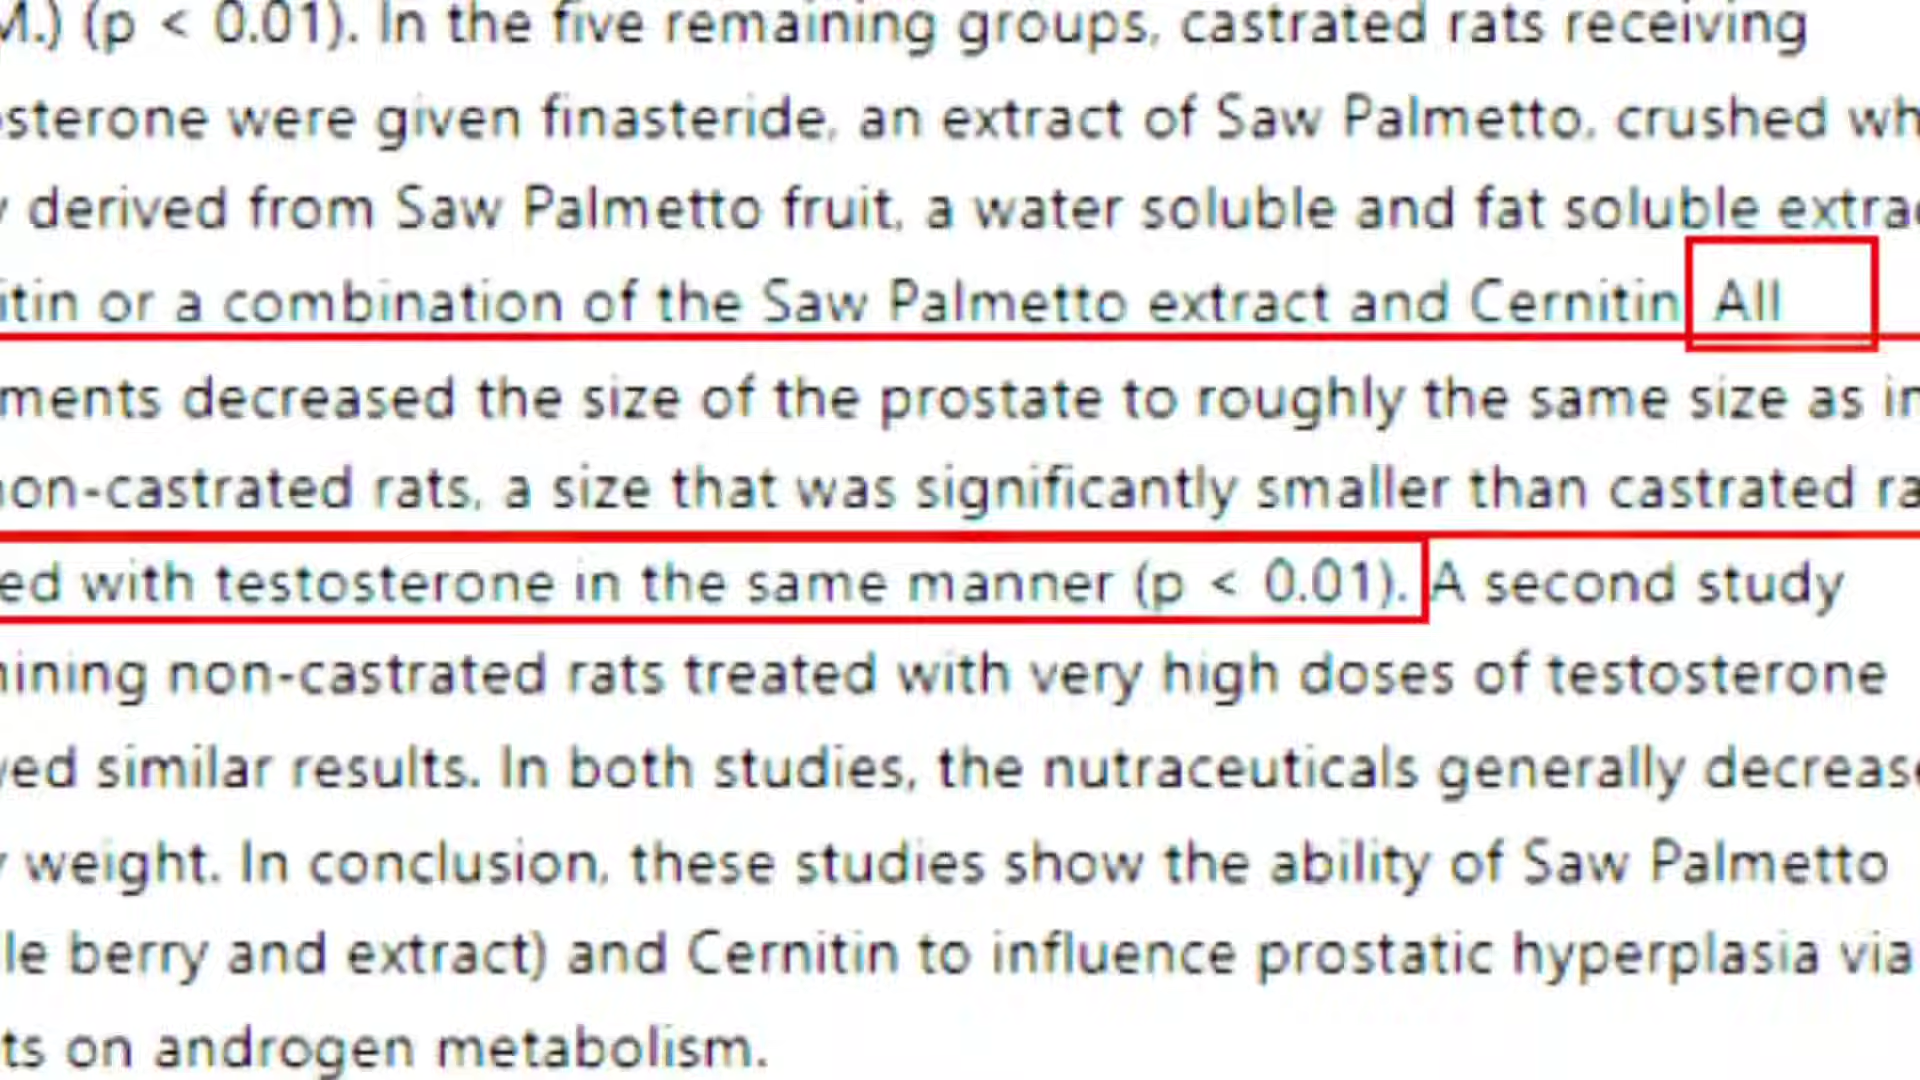 M.) (p < 0.01). In the five remaining groups, castrated rats receiving
osterone were given finasteride, an extract of Saw Palmetto, crushed wh
y derived from Saw Palmetto fruit, a water soluble and fat soluble extrac
itin or a combination of the Saw Palmetto extract and Cernitin. All
ments decreased the size of the prostate to roughly the same size as in
non-castrated rats, a size that was significantly smaller than castrated ra
ed with testosterone in the same manner (p < 0.01). A second study
nining non-castrated rats treated with very high doses of testosterone
yed similar results. In both studies, the nutraceuticals generally decrease
y weight. In conclusion, these studies show the ability of Saw Palmetto
le berry and extract) and Cernitin to influence prostatic hyperplasia via
ts on androgen metabolism.